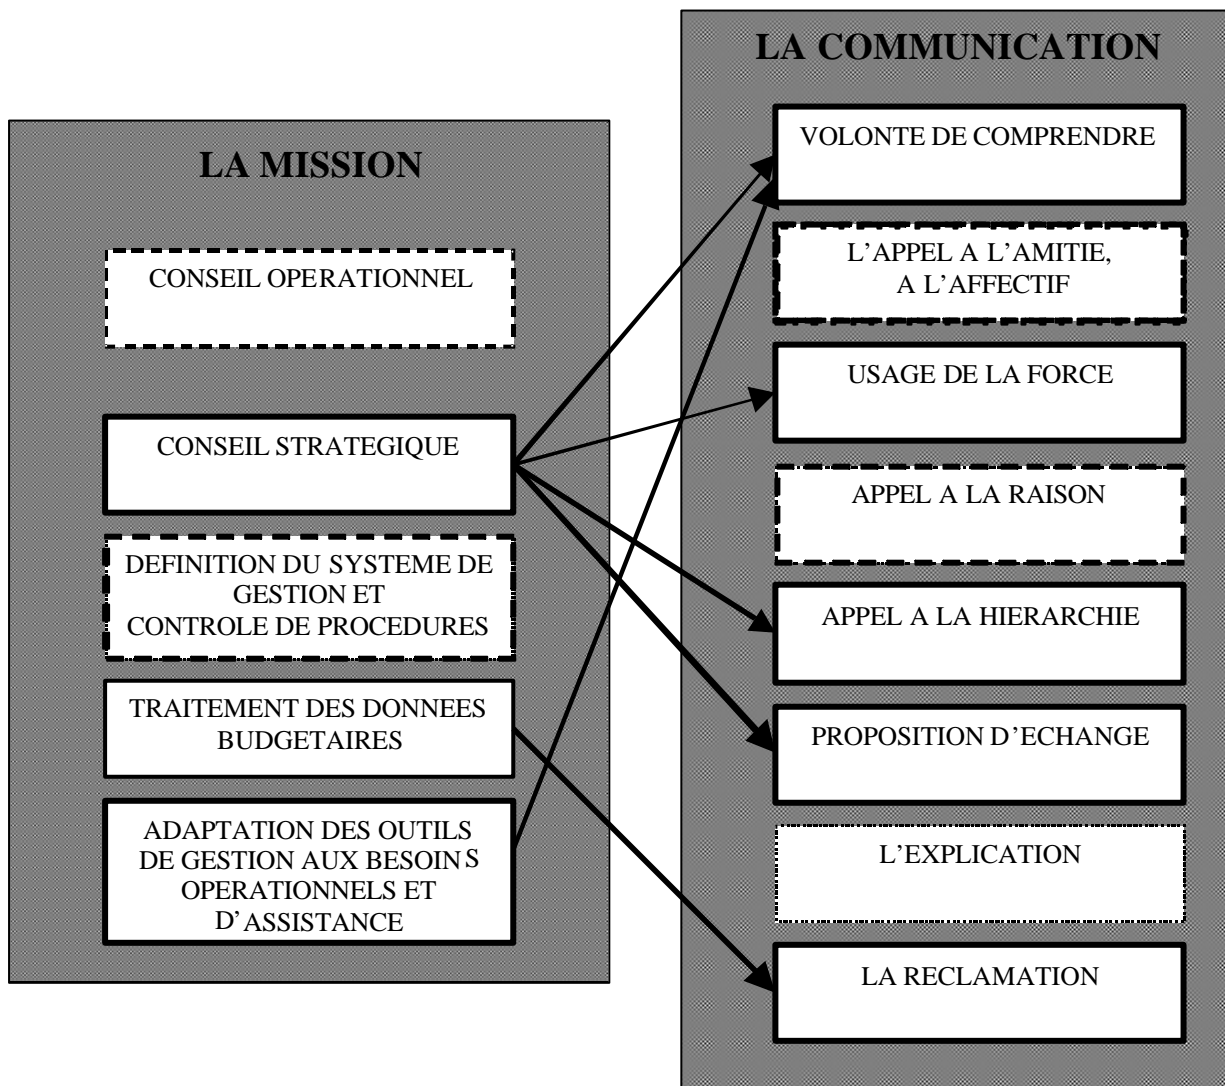 LA MISSION
CONSEIL OPERATIONNEL
CONSEIL STRATEGIQUE
DEFINITION DU SYSTEME DE
GESTION ET
CONTROLE DE PROCEDURES
TRAITEMENT DES DONNEES
BUDGETAIRES
ADAPTATION DES OUTILS
DE GESTION AUX BESOINS
OPERATIONNELS ET
D'ASSISTANCE
LA COMMUNICATION
VOLONTE DE COMPRENDRE
L'APPEL A L'AMITIE,
A L'AFFECTIF
USAGE DE LA FORCE
APPEL A LA RAISON
APPEL A LA HIERARCHIE
PROPOSITION D'ECHANGE
L'EXPLICATION
LA RECLAMATION